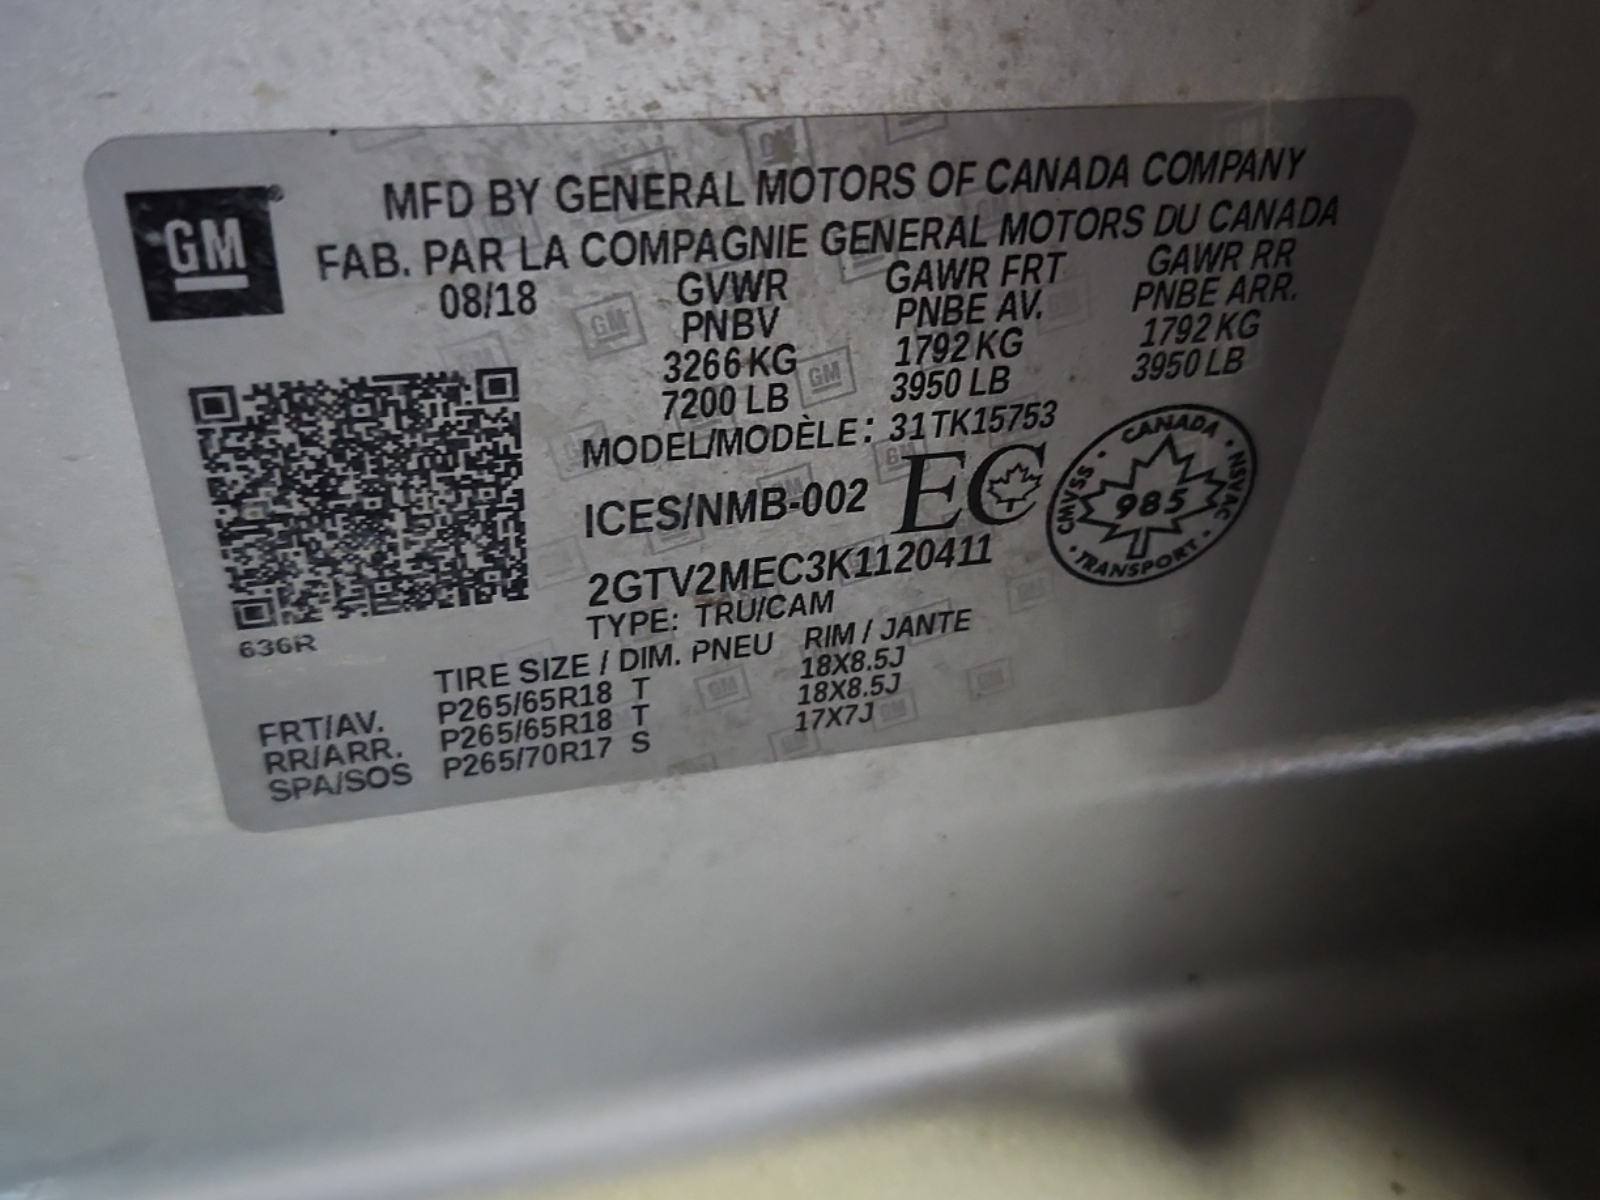 GM
MFD BY GENERAL MOTORS OF CANADA COMPANY
FAB. PAR LA COMPAGNIE GENERAL MOTORS DU CANADA
08/18 GVWR GAWR FRT GAWR RR
PNBV PNBE AV. PNBE ARR.
3266 KG 1792 KG 1792 KG
7200 LB 3950 LB 3950 LB
MODEL/MODÈLE: 31TK15753
ICES/NMB-002 EC
CANADA
CMVSS 985 NSVAC
TRANSPORT
2GTV2MEC3K1120411
TYPE: TRU/CAM
636R
TIRE SIZE / DIM. PNEU RIM / JANTE
FRT/AV. P265/65R18 T 18X8.5J
RR/ARR. P265/65R18 T 18X8.5J
SPA/SOS P265/70R17 S 17X7J